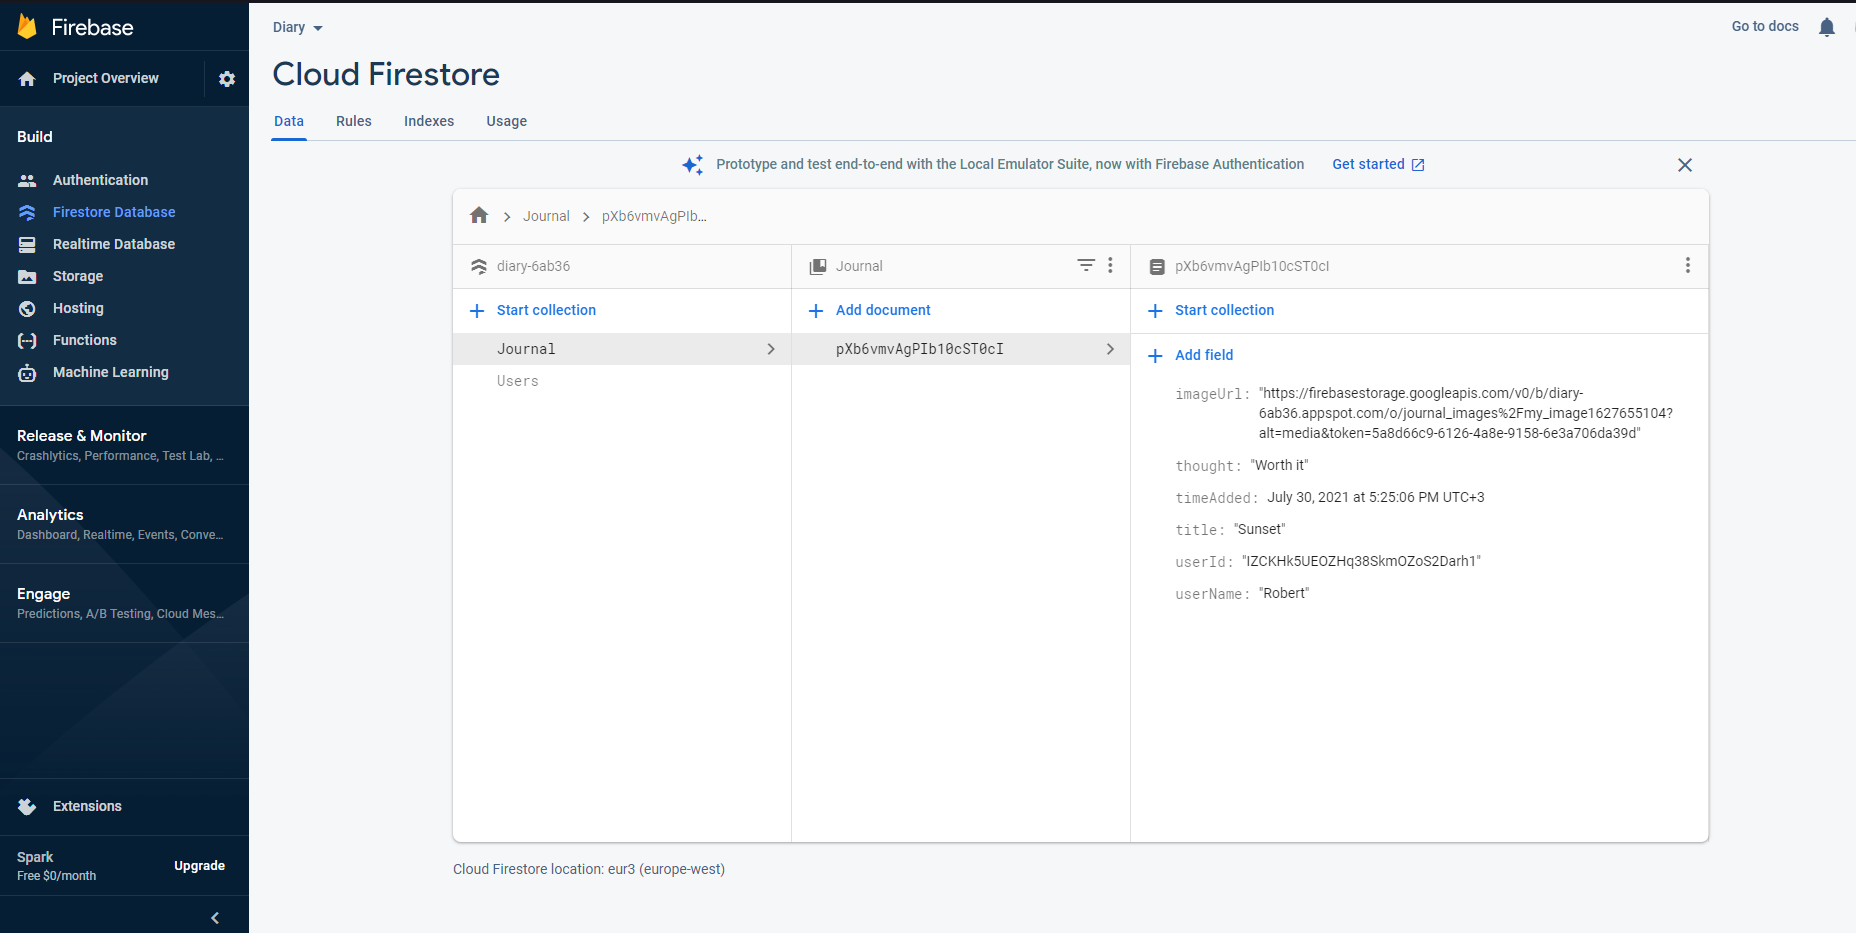 Firebase
Project Overview
Build
Authentication
Firestore Database
Realtime Database
Storage
Hosting
Functions
Machine Learning
Release & Monitor
Crashlytics, Performance, Test Lab, ...
Analytics
Dashboard, Realtime, Events, Conve...
Engage
Predictions, A/B Testing, Cloud Mes...
Extensions
Spark
Free $0/month
Upgrade
Diary
Go to docs
Cloud Firestore
Data Rules Indexes Usage
Prototype and test end-to-end with the Local Emulator Suite, now with Firebase Authentication Get started
Journal > pXb6vmvAgPIb...
diary-6ab36
Start collection
Journal
Users
Journal
Add document
pXb6vmvAgPIb10cST0cI
pXb6vmvAgPIb10cST0cI
Start collection
Add field
imageUrl: "https://firebasestorage.googleapis.com/v0/b/diary-
6ab36.appspot.com/o/journal_images%2Fmy_image1627655104?
alt=media&token=5a8d66c9-6126-4a8e-9158-6e3a706da39d"
thought: "Worth it"
timeAdded: July 30, 2021 at 5:25:06 PM UTC+3
title: "Sunset"
userId: "IZCKHk5UEOZHq38SkmOZoS2Darh1"
userName: "Robert"
Cloud Firestore location: eur3 (europe-west)